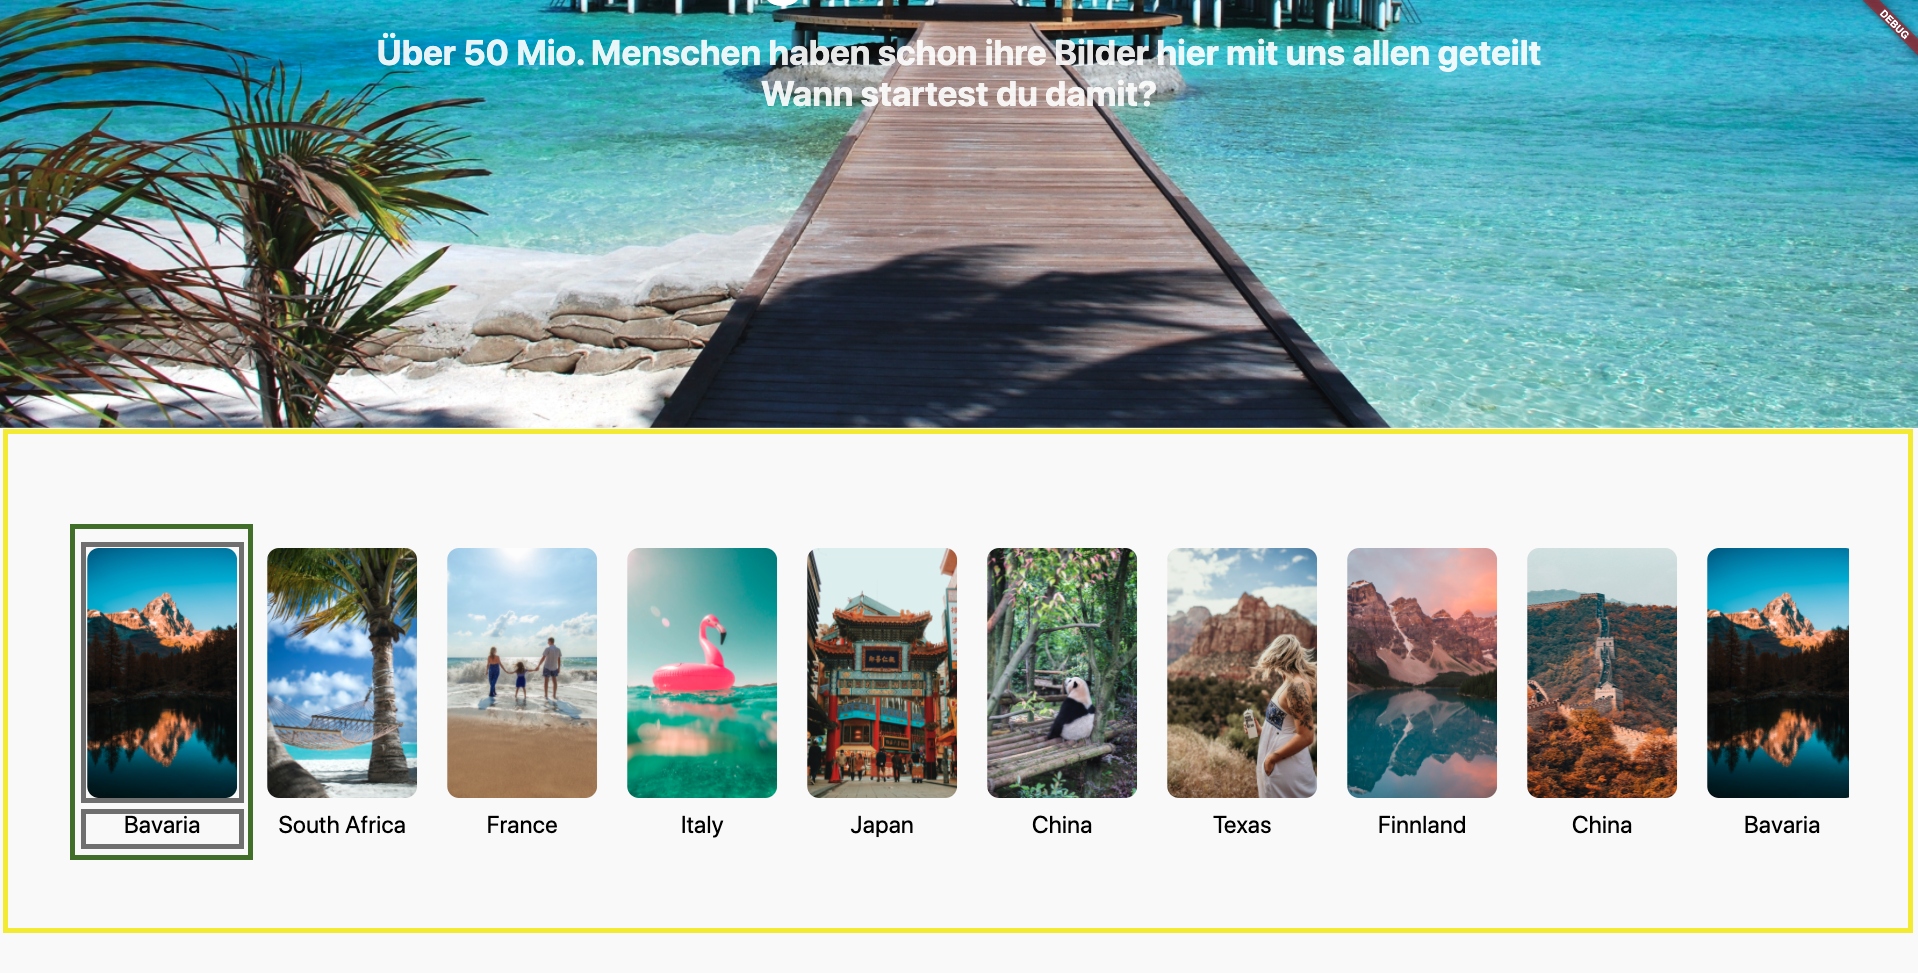 DEBUG
Über 50 Mio. Menschen haben schon ihre Bilder hier mit uns allen geteilt
Wann startest du damit?
Bavaria
South Africa
France
Italy
Japan
China
Texas
Finnland
China
Bavaria